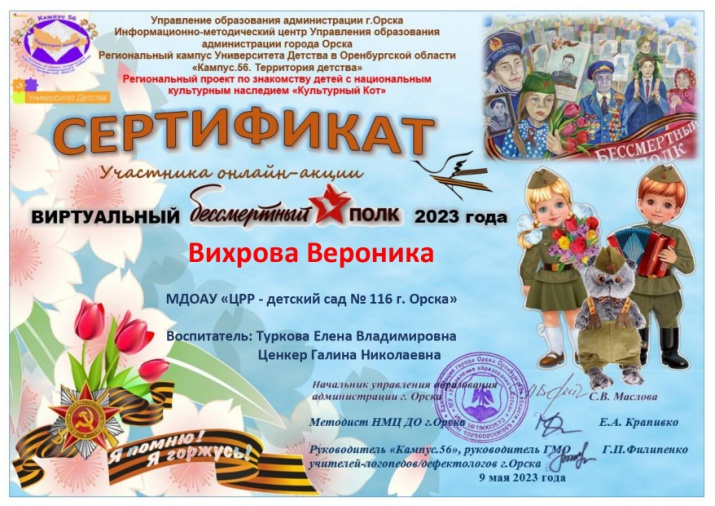 Кампус 56
Территория детства
Университет Детства
Управление образования администрации г.Орска
Информационно-методический центр Управления образования
администрации города Орска
Региональный кампус Университета Детства в Оренбургской области
«Кампус.56. Территория детства»
Региональный проект по знакомству детей с национальным
культурным наследием «Культурный Кот»
БЕССМЕРТНЫЙ
ПОЛК
СЕРТИФИКАТ
Участника онлайн-акции
ВИРТУАЛЬНЫЙ бессмертный ПОЛК 2023 года
Вихрова Вероника
МДОАУ «ЦРР - детский сад № 116 г. Орска»
Воспитатель: Туркова Елена Владимировна
Ценкер Галина Николаевна
Начальник управления образования
администрации г. Орска С.В. Маслова
Методист НМЦ ДО г.Орска Е.А. Крапивко
Руководитель «Кампус.56», руководитель ГМО Г.П.Филипенко
учителей-логопедов/дефектологов г.Орска
9 мая 2023 года
Я помню!
Я горжусь!